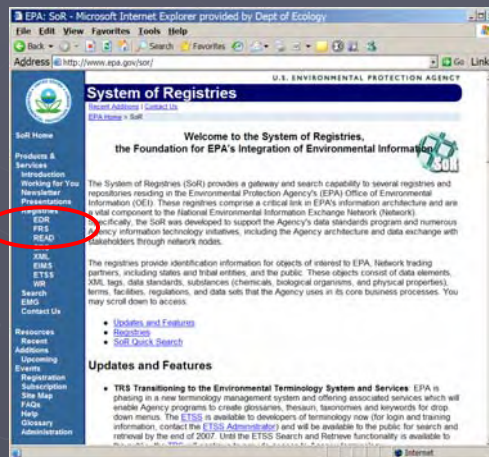 EPA: SoR - Microsoft Internet Explorer provided by Dept of Ecology
File Edit View Favorites Tools Help
Back Search Favorites
Address http://www.epa.gov/sor/ Go Link
U.S. ENVIRONMENTAL PROTECTION AGENCY
System of Registries
Recent Additions | Contact Us
EPA Home > SoR
SoR Home
Products &
Services
Introduction
Working for You
Newsletter
Presentations
Registries
EDR
FRS
READ
XML
EIMS
ETSS
WR
Search
EMG
Contact Us
Resources
Recent
Additions
Upcoming
Events
Registration
Subscription
Site Map
FAQs
Help
Glossary
Administration
Welcome to the System of Registries,
the Foundation for EPA's Integration of Environmental Information
SoR
The System of Registries (SoR) provides a gateway and search capability to several registries and
repositories residing in the Environmental Protection Agency's (EPA) Office of Environmental
Information (OEI). These registries comprise a critical link in EPA's information architecture and are
a vital component to the National Environmental Information Exchange Network (Network).
Specifically, the SoR was developed to support the Agency's data standards program and numerous
Agency information technology initiatives, including the Agency architecture and data exchange with
stakeholders through network nodes.
The registries provide identification information for objects of interest to EPA, Network trading
partners, including states and tribal entities, and the public. These objects consist of data elements,
XML tags, data standards, substances (chemicals, biological organisms, and physical properties),
terms, facilities, regulations, and data sets that the Agency uses in its core business processes. You
may scroll down to access:
• Updates and Features
• Registries
• SoR Quick Search
Updates and Features
• TRS Transitioning to the Environmental Terminology System and Services: EPA is
phasing in a new terminology management system and offering associated services which will
enable Agency programs to create glossaries, thesauri, taxonomies and keywords for drop
down menus. The ETSS is available to developers of terminology now (for login and training
information, contact the ETSS Administrator) and will be available to the public for search and
retrieval by the end of 2007. Until the ETSS Search and Retrieve functionality is available to
Internet